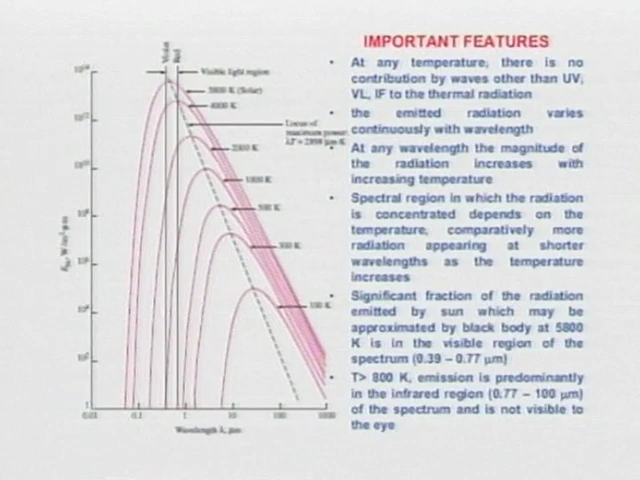 IMPORTANT FEATURES
• At any temperature, there is no
contribution by waves other than UV,
VL, IF to the thermal radiation
• the emitted radiation varies
continuously with wavelength
• At any wavelength the magnitude of
the radiation increases with
increasing temperature
• Spectral region in which the radiation
is concentrated depends on the
temperature, comparatively more
radiation appearing at shorter
wavelengths as the temperature
increases
• Significant fraction of the radiation
emitted by sun which may be
approximated by black body at 5800
K is in the visible region of the
spectrum (0.39 – 0.77 µm)
• T> 800 K, emission is predominantly
in the infrared region (0.77 – 100 µm)
of the spectrum and is not visible to
the eye
Violet
Red
Visible light region
5800 K (Solar)
4000 K
Locus of
maximum power:
λT = 2898 µm·K
2000 K
1000 K
500 K
300 K
100 K
1
0.01
0.1
1
10
100
1000
Wavelength λ, µm